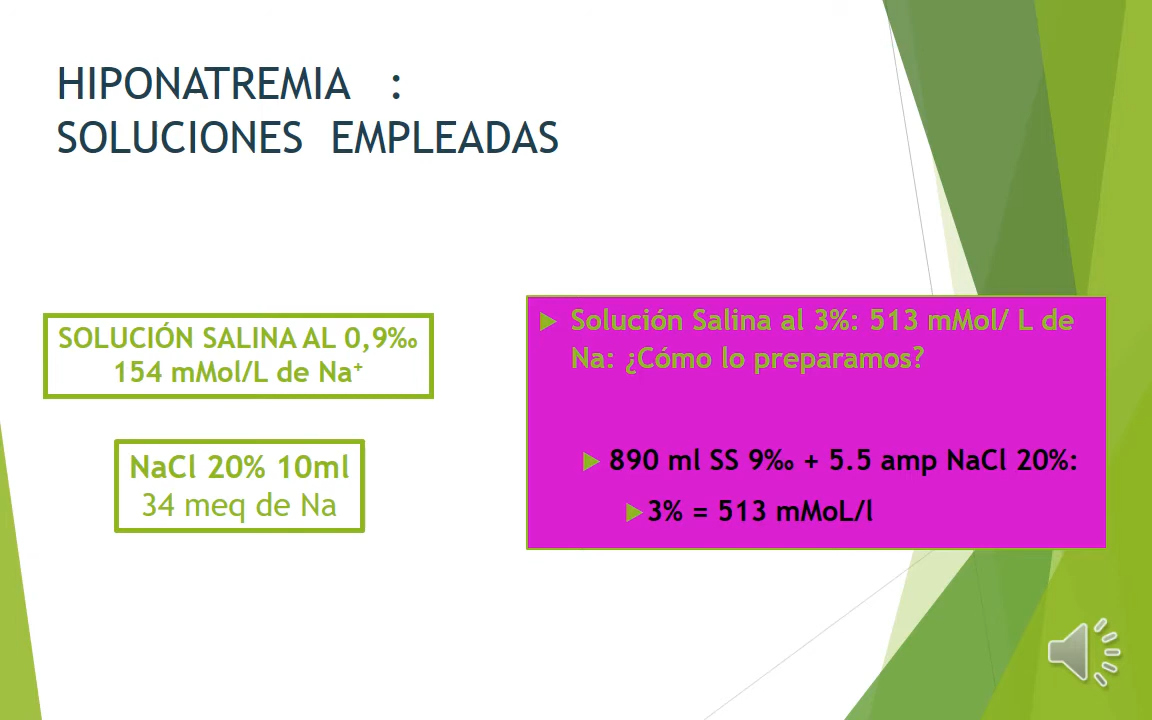 HIPONATREMIA :
SOLUCIONES EMPLEADAS
SOLUCIÓN SALINA AL 0,9‰
154 mMol/L de Na⁺
NaCl 20% 10ml
34 meq de Na
Solución Salina al 3%: 513 mMol/ L de
Na: ¿Cómo lo preparamos?
890 ml SS 9‰ + 5.5 amp NaCl 20%:
3% = 513 mMoL/l